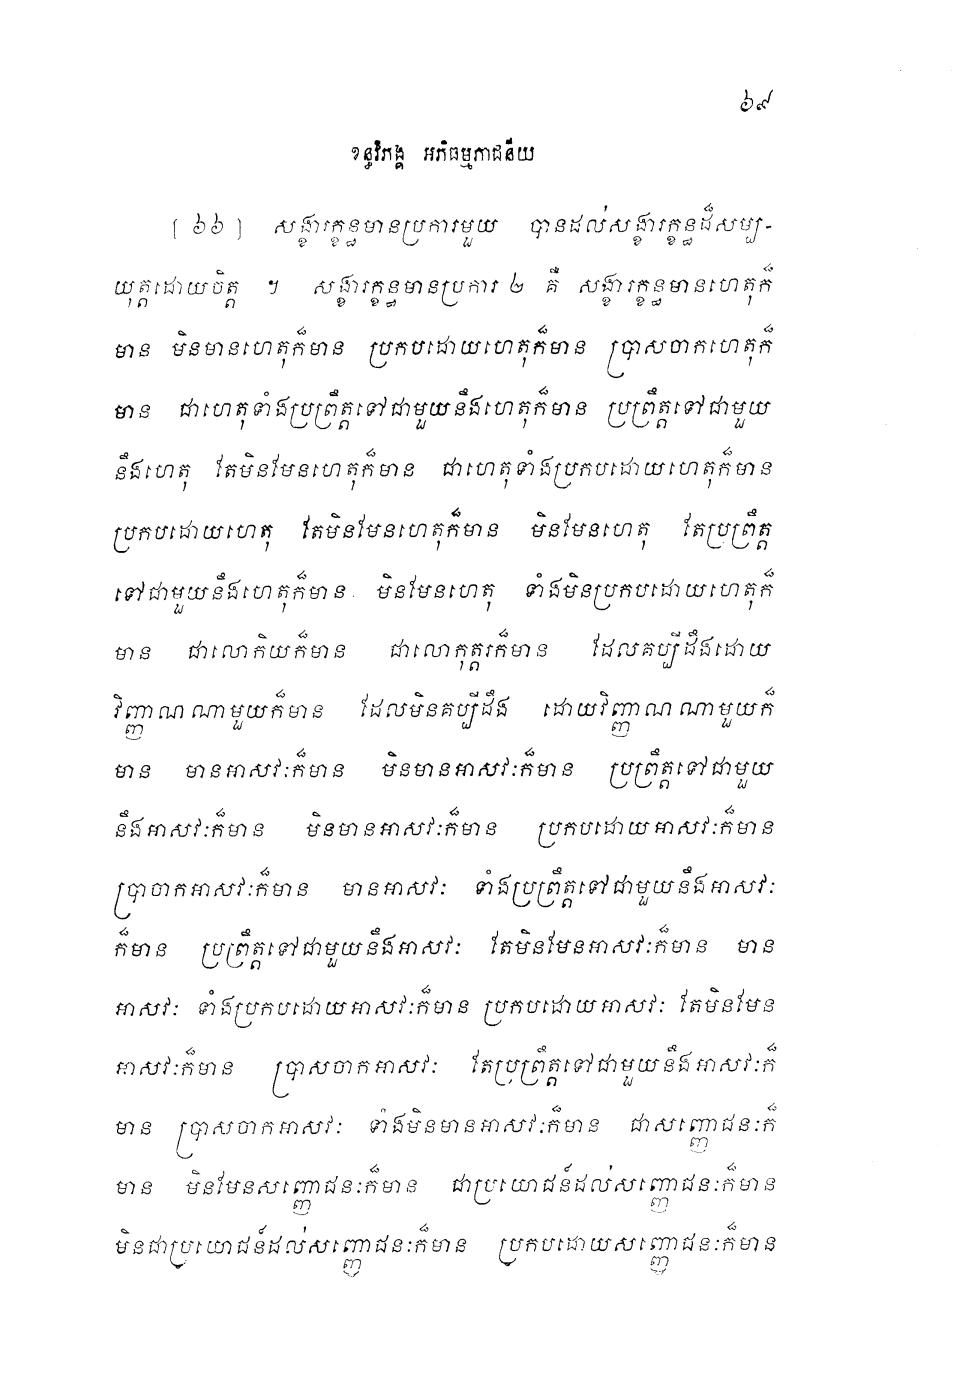 ៦៩
ខន្ធវិភង្គ អភិធម្មភាជនីយ
[ ៦៦ ] សង្ខារក្ខន្ធមានប្រការមួយ បានដល់សង្ខារក្ខន្ធដ៏សម្ប-
យុត្តដោយចិត្ត ។ សង្ខារក្ខន្ធមានប្រការ ២ គឺ សង្ខារក្ខន្ធមានហេតុក៏
មាន មិនមានហេតុក៏មាន ប្រកបដោយហេតុក៏មាន ប្រាសចាកហេតុក៏
មាន ជាហេតុទាំងប្រព្រឹត្តទៅជាមួយនឹងហេតុក៏មាន ប្រព្រឹត្តទៅជាមួយ
នឹងហេតុ តែមិនមែនហេតុក៏មាន ជាហេតុទាំងប្រកបដោយហេតុក៏មាន
ប្រកបដោយហេតុ តែមិនមែនហេតុក៏មាន មិនមែនហេតុ តែប្រព្រឹត្ត
ទៅជាមួយនឹងហេតុក៏មាន មិនមែនហេតុ ទាំងមិនប្រកបដោយហេតុក៏
មាន ជាលោកិយក៏មាន ជាលោកុត្តរក៏មាន ដែលគប្បីដឹងដោយ
វិញ្ញាណណាមួយក៏មាន ដែលមិនគប្បីដឹង ដោយវិញ្ញាណណាមួយក៏
មាន មានអាសវៈក៏មាន មិនមានអាសវៈក៏មាន ប្រព្រឹត្តទៅជាមួយ
នឹងអាសវៈក៏មាន មិនមានអាសវៈក៏មាន ប្រកបដោយអាសវៈក៏មាន
ប្រាចាកអាសវៈក៏មាន មានអាសវៈ ទាំងប្រព្រឹត្តទៅជាមួយនឹងអាសវៈ
ក៏មាន ប្រព្រឹត្តទៅជាមួយនឹងអាសវៈ តែមិនមែនអាសវៈក៏មាន មាន
អាសវៈ ទាំងប្រកបដោយអាសវៈក៏មាន ប្រកបដោយអាសវៈ តែមិនមែន
អាសវៈក៏មាន ប្រាសចាកអាសវៈ តែប្រព្រឹត្តទៅជាមួយនឹងអាសវៈក៏
មាន ប្រាសចាកអាសវៈ ទាំងមិនមានអាសវៈក៏មាន ជាសញ្ញោជនៈក៏
មាន មិនមែនសញ្ញោជនៈក៏មាន ជាប្រយោជន៍ដល់សញ្ញោជនៈក៏មាន
មិនជាប្រយោជន៍ដល់សញ្ញោជនៈក៏មាន ប្រកបដោយសញ្ញោជនៈក៏មាន